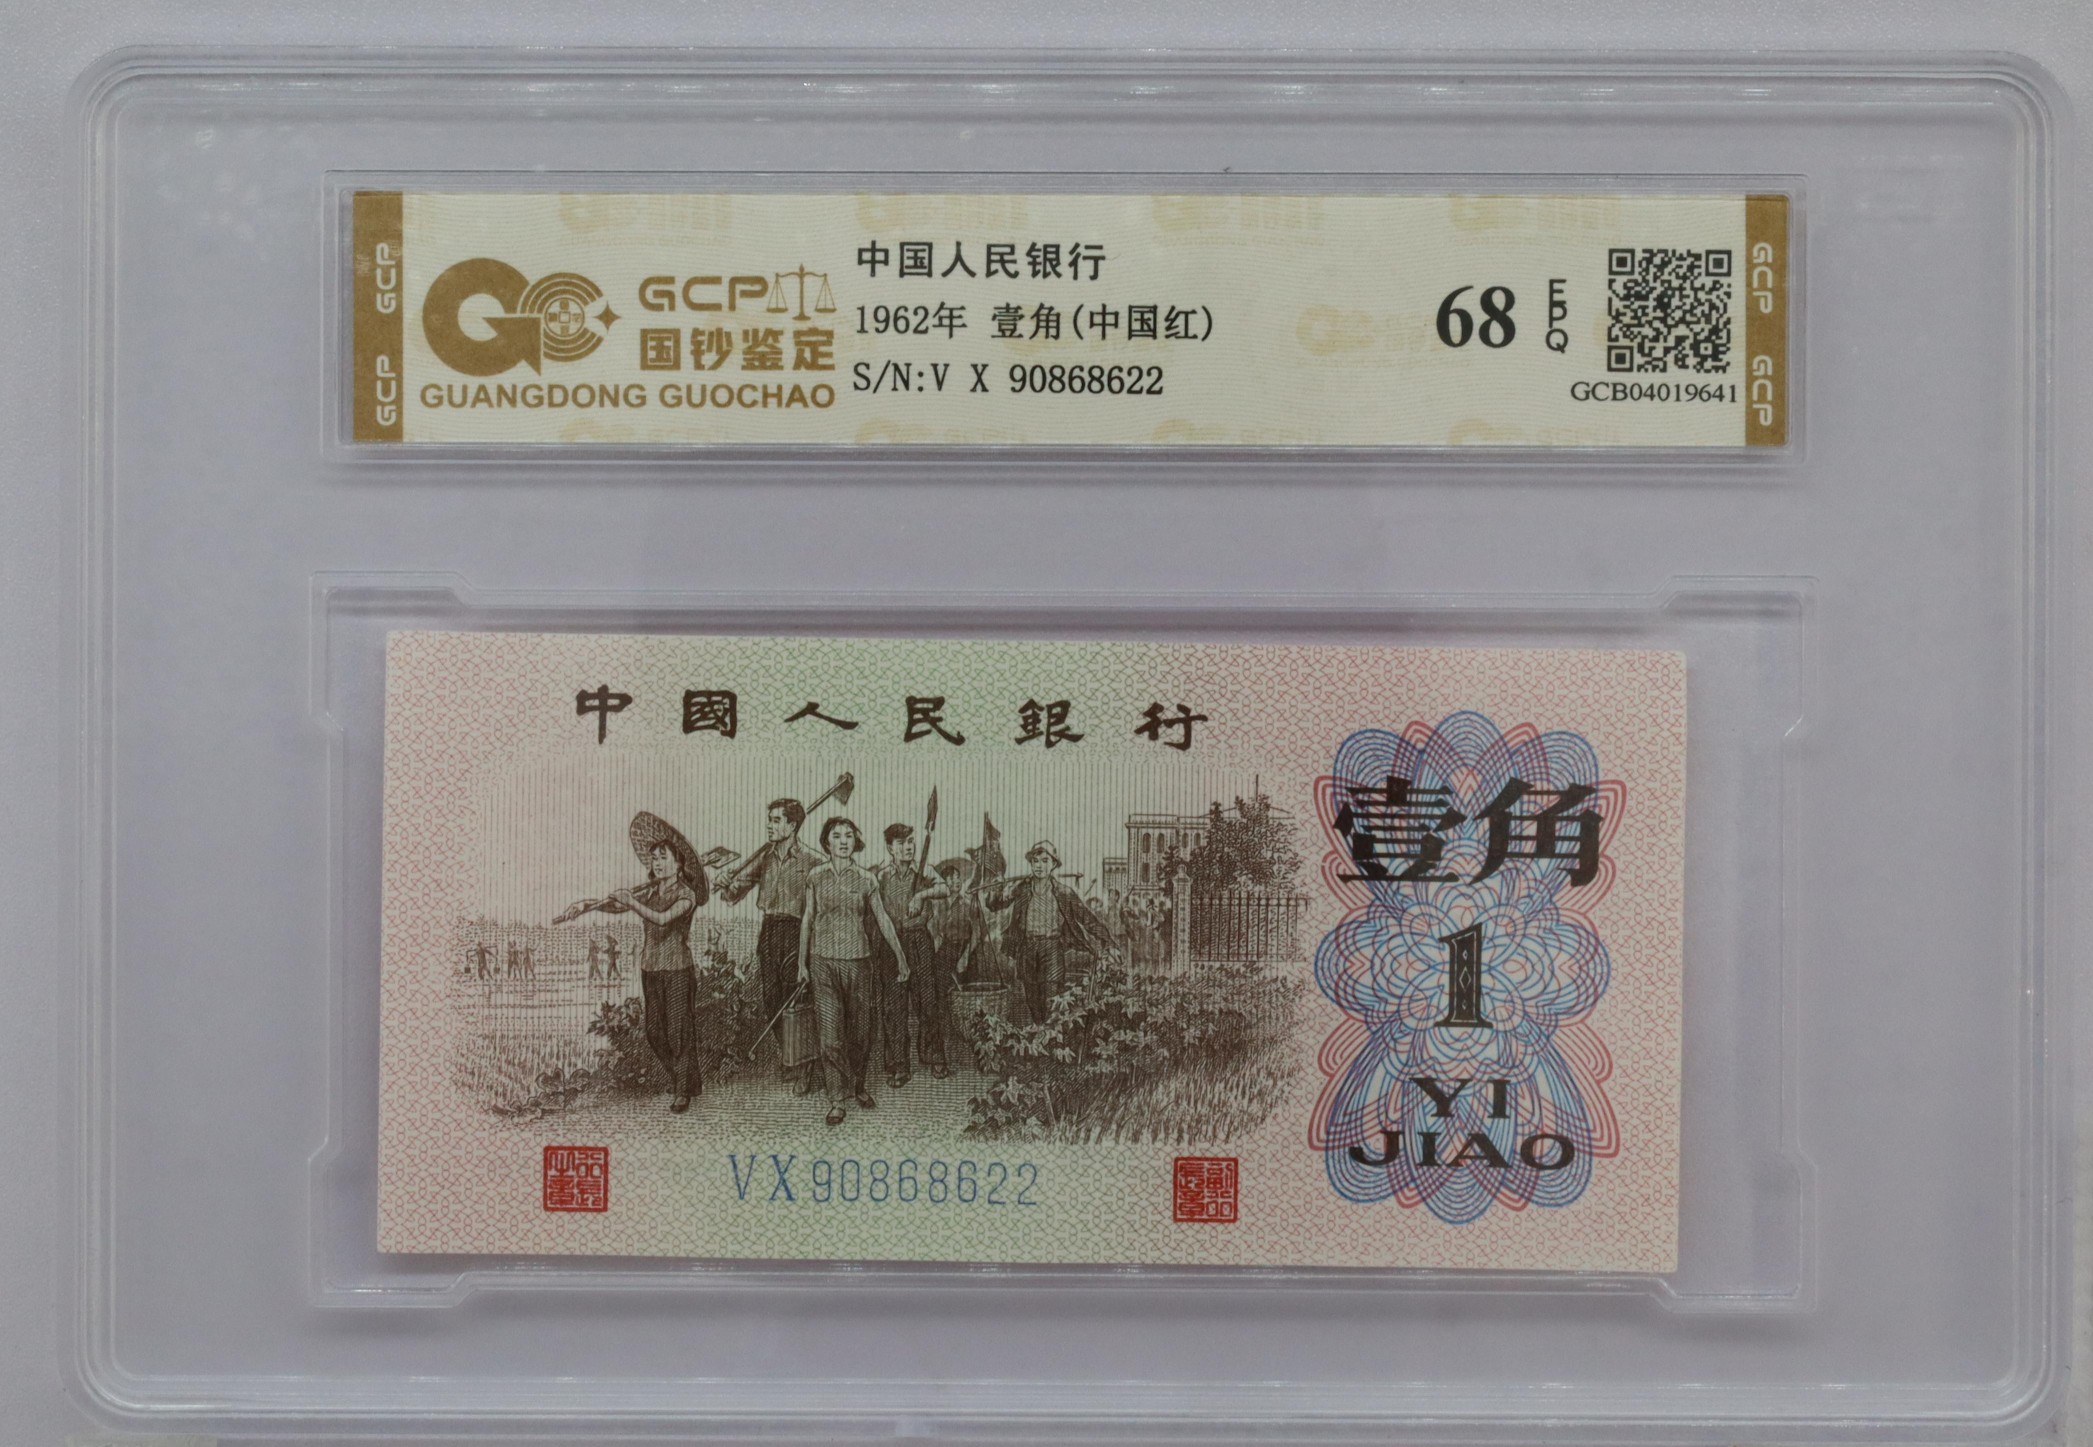 GCP GCP
GCP
国钞鉴定
GUANGDONG GUOCHAO
中国人民银行
1962年 壹角(中国红)
S/N:V X 90868622
68 EPQ
GCB04019641
GCP GCP
中國人民銀行
壹角
1
YI
JIAO
VX90868622